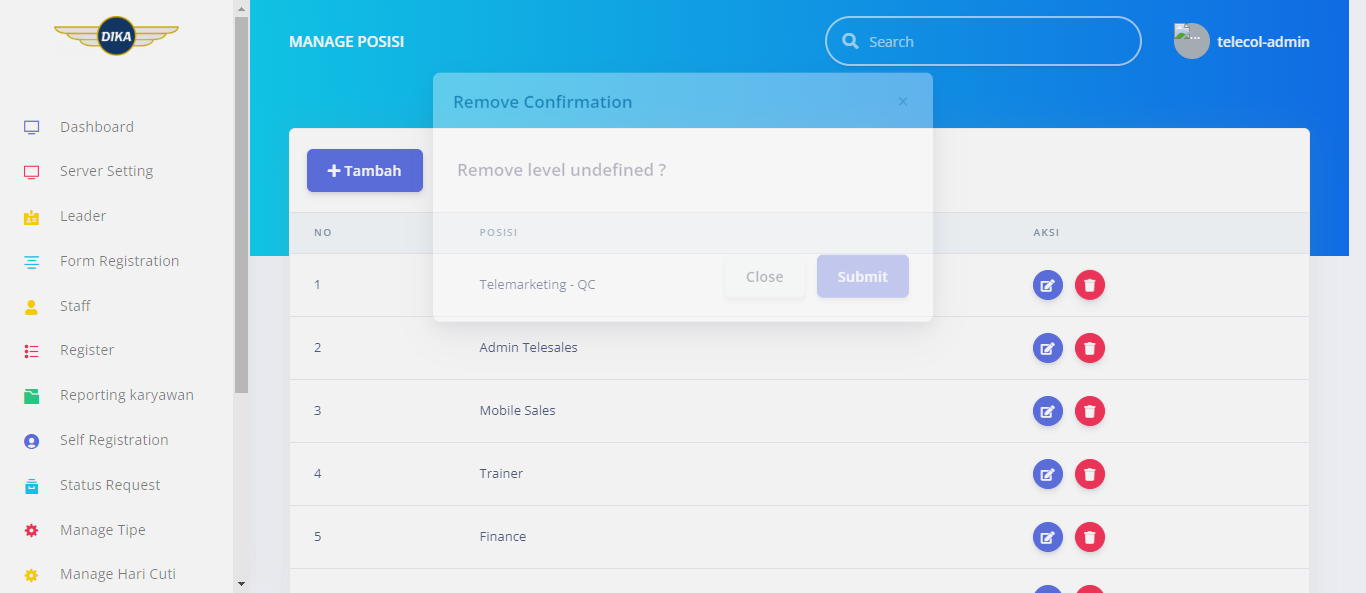 DIKA
MANAGE POSISI
Search
...
telecol-admin
Remove Confirmation
×
Dashboard
Server Setting
Leader
Form Registration
Staff
Register
Reporting karyawan
Self Registration
Status Request
Manage Tipe
Manage Hari Cuti
Tambah
Remove level undefined ?
NO POSISI AKSI
1 Telemarketing - QC
Close Submit
2 Admin Telesales
3 Mobile Sales
4 Trainer
5 Finance